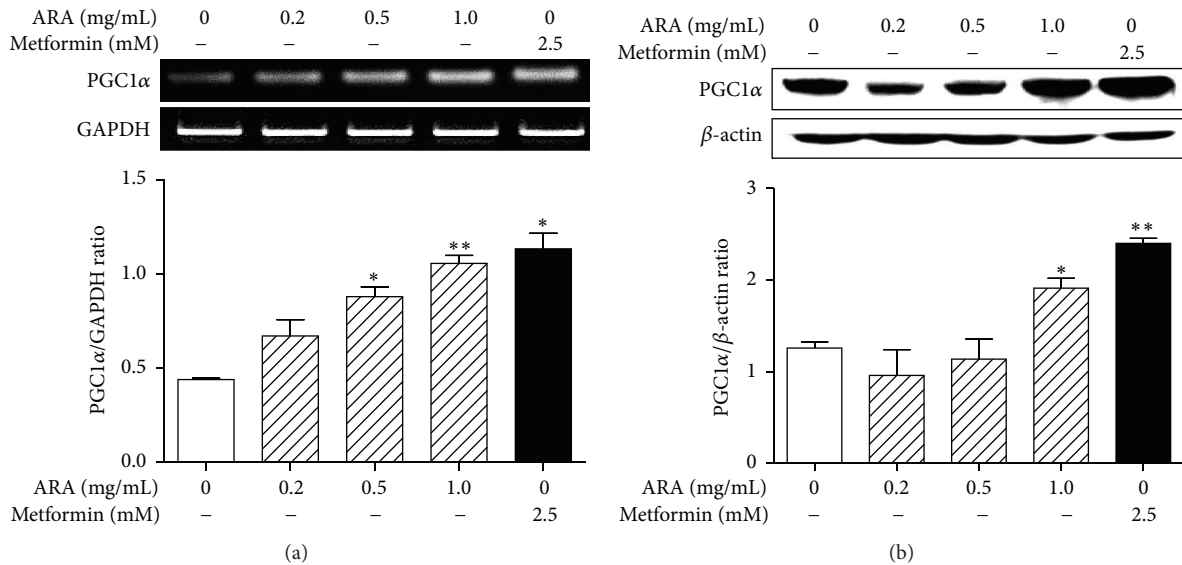 ARA (mg/mL) 0 0.2 0.5 1.0 0
Metformin (mM) – – – – 2.5
PGC1α
GAPDH
1.5
1.0
0.5
0.0
PGC1α/GAPDH ratio
* ** *
ARA (mg/mL) 0 0.2 0.5 1.0 0
Metformin (mM) – – – – 2.5
(a)
ARA (mg/mL) 0 0.2 0.5 1.0 0
Metformin (mM) – – – – 2.5
PGC1α
β-actin
3
2
1
0
PGC1α/β-actin ratio
* **
ARA (mg/mL) 0 0.2 0.5 1.0 0
Metformin (mM) – – – – 2.5
(b)